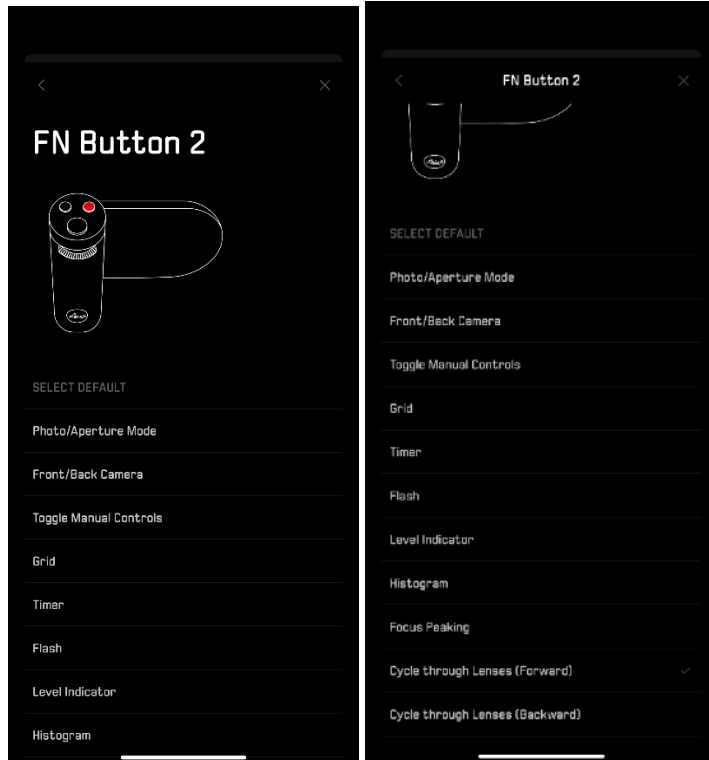 FN Button 2
SELECT DEFAULT
Photo/Aperture Mode
Front/Back Camera
Toggle Manual Controls
Grid
Timer
Flash
Level Indicator
Histogram
FN Button 2
SELECT DEFAULT
Photo/Aperture Mode
Front/Back Camera
Toggle Manual Controls
Grid
Timer
Flash
Level Indicator
Histogram
Focus Peaking
Cycle through Lenses (Forward)
Cycle through Lenses (Backward)